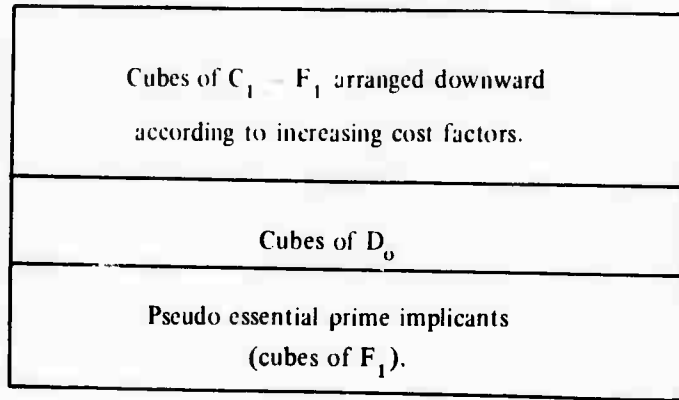 Cubes of C₁ – F₁ arranged downward
according to increasing cost factors.
Cubes of D₀
Pseudo essential prime implicants
(cubes of F₁).